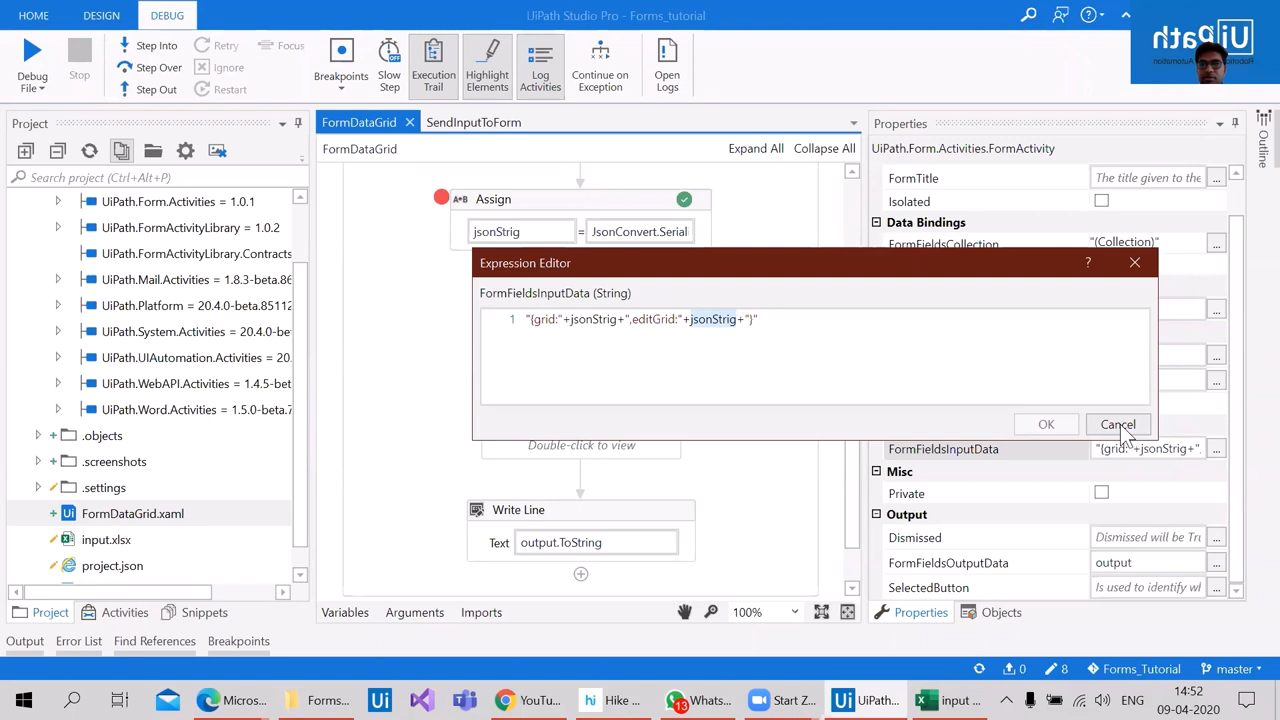 HOME
DESIGN
DEBUG
UiPath Studio Pro - Forms_tutorial
UiPath
Debug File
Stop
Step Into
Step Over
Step Out
Retry
Ignore
Restart
Focus
Breakpoints
Slow Step
Execution Trail
Highlight Elements
Log Activities
Continue on Exception
Open Logs
Project
FormDataGrid
SendInputToForm
Properties
FormDataGrid
Expand All
Collapse All
UiPath.Form.Activities.FormActivity
Outline
Search project (Ctrl+Alt+P)
UiPath.Form.Activities = 1.0.1
UiPath.FormActivityLibrary = 1.0.2
UiPath.FormActivityLibrary.Contracts
UiPath.Mail.Activities = 1.8.3-beta.86
UiPath.Platform = 20.4.0-beta.85112
UiPath.System.Activities = 20.4.0-
UiPath.UIAutomation.Activities = 20.
UiPath.WebAPI.Activities = 1.4.5-bet
UiPath.Word.Activities = 1.5.0-beta.7
.objects
.screenshots
.settings
FormDataGrid.xaml
input.xlsx
project.json
Assign
jsonStrig = JsonConvert.Serial
Expression Editor
?
FormFieldsInputData (String)
1 "{grid:"+jsonStrig+",editGrid:"+jsonStrig+"}"
OK
Cancel
Double-click to view
Write Line
Text output.ToString
FormTitle The title given to the
Isolated
Data Bindings
FormFieldsCollection "(Collection)"
FormFieldsInputData "{grid:"+jsonStrig+",
Misc
Private
Output
Dismissed Dismissed will be Tru
FormFieldsOutputData output
SelectedButton Is used to identify wh
Project
Activities
Snippets
Variables
Arguments
Imports
100%
Properties
Objects
Output
Error List
Find References
Breakpoints
0
8
Forms_Tutorial
master
Micros...
Forms...
YouTu...
Hike ...
13
Whats...
Start Z...
UiPath...
input ...
ENG
14:52
09-04-2020